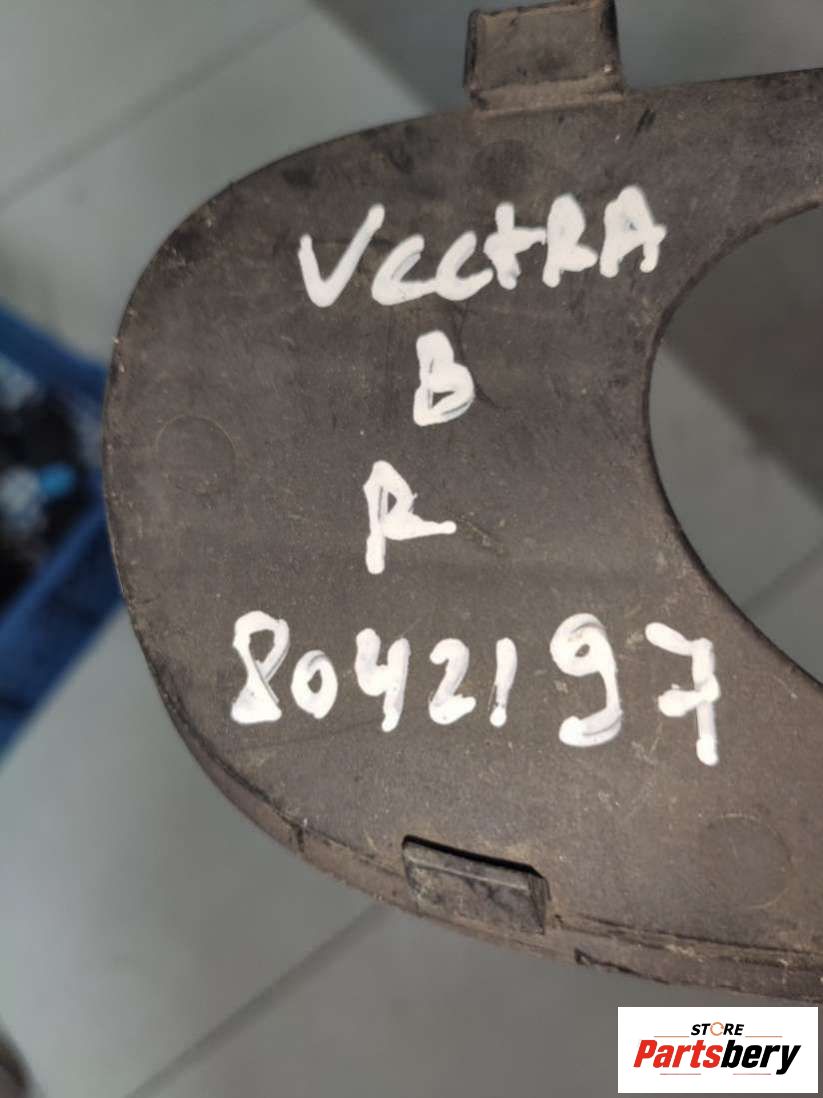 VectRA
B
R
8042197
STORE
Partsbery